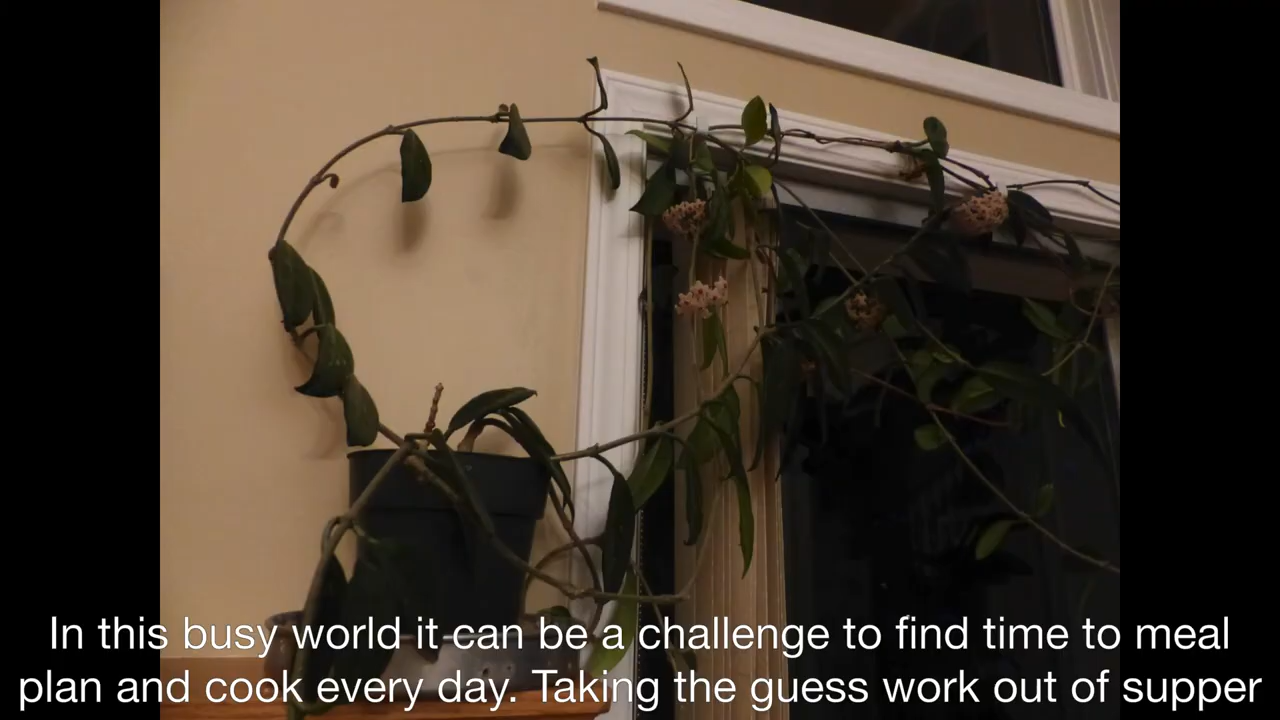 In this busy world it can be a challenge to find time to meal
plan and cook every day. Taking the guess work out of supper